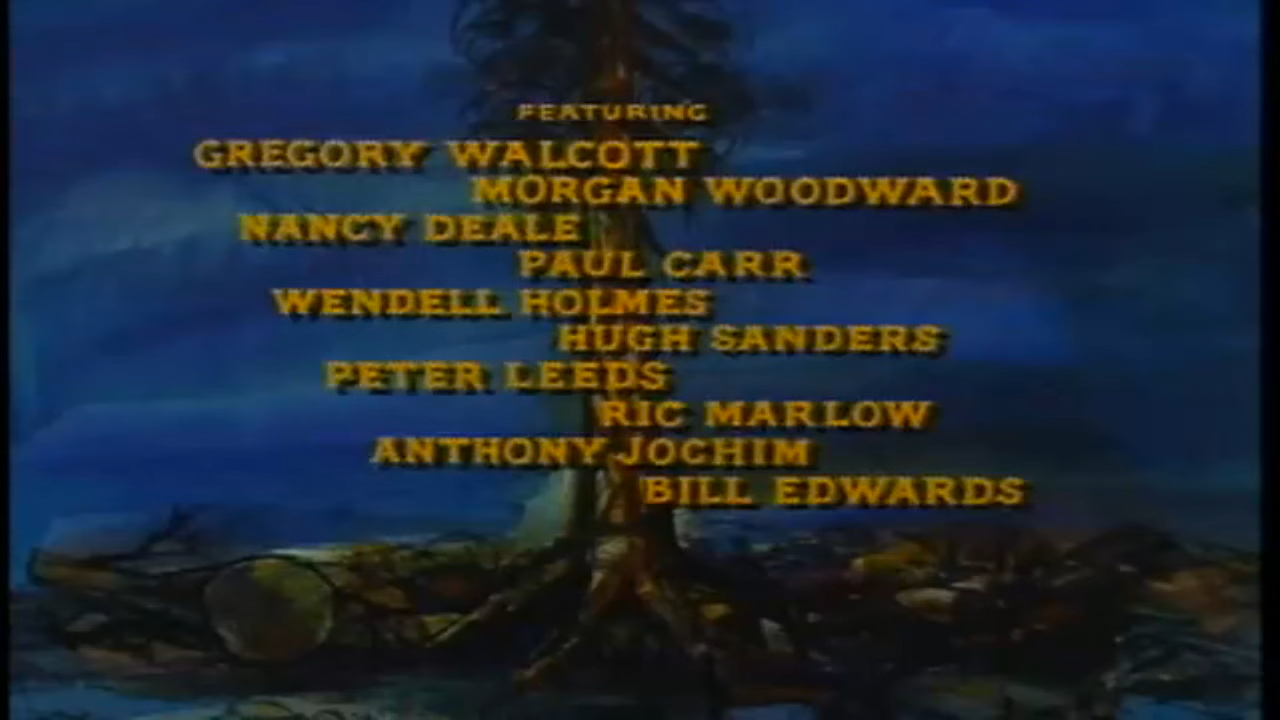 FEATURING
GREGORY WALCOTT
MORGAN WOODWARD
NANCY DEALE
PAUL CARR
WENDELL HOLMES
HUGH SANDERS
PETER LEEDS
RIC MARLOW
ANTHONY JOCHIM
BILL EDWARDS